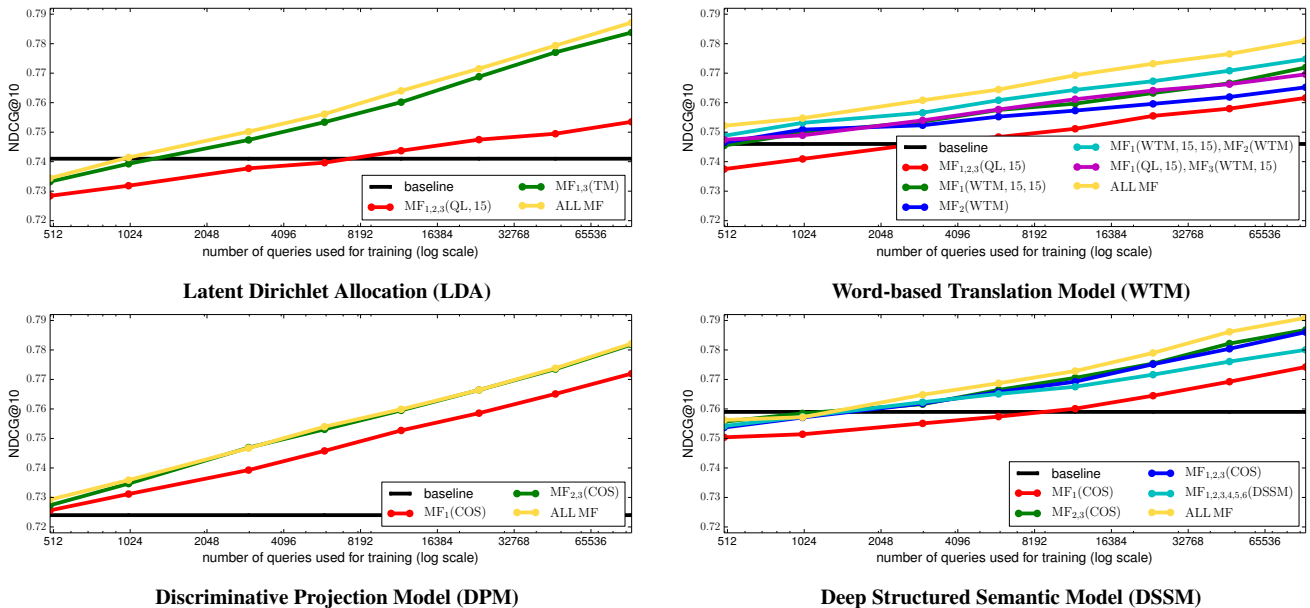 0.79
0.78
0.77
0.76
0.75
0.74
0.73
0.72
NDCG@10
baseline
MF1,2,3(QL, 15)
MF1,3(TM)
ALL MF
512 1024 2048 4096 8192 16384 32768 65536
number of queries used for training (log scale)
Latent Dirichlet Allocation (LDA)
0.79
0.78
0.77
0.76
0.75
0.74
0.73
0.72
NDCG@10
baseline
MF1,2,3(QL, 15)
MF1(WTM, 15, 15)
MF2(WTM)
MF1(WTM, 15, 15), MF2(WTM)
MF1(QL, 15), MF3(WTM, 15)
ALL MF
512 1024 2048 4096 8192 16384 32768 65536
number of queries used for training (log scale)
Word-based Translation Model (WTM)
0.79
0.78
0.77
0.76
0.75
0.74
0.73
0.72
NDCG@10
baseline
MF1(COS)
MF2,3(COS)
ALL MF
512 1024 2048 4096 8192 16384 32768 65536
number of queries used for training (log scale)
Discriminative Projection Model (DPM)
0.79
0.78
0.77
0.76
0.75
0.74
0.73
0.72
NDCG@10
baseline
MF1(COS)
MF2,3(COS)
MF1,2,3(COS)
MF1,2,3,4,5,6(DSSM)
ALL MF
512 1024 2048 4096 8192 16384 32768 65536
number of queries used for training (log scale)
Deep Structured Semantic Model (DSSM)